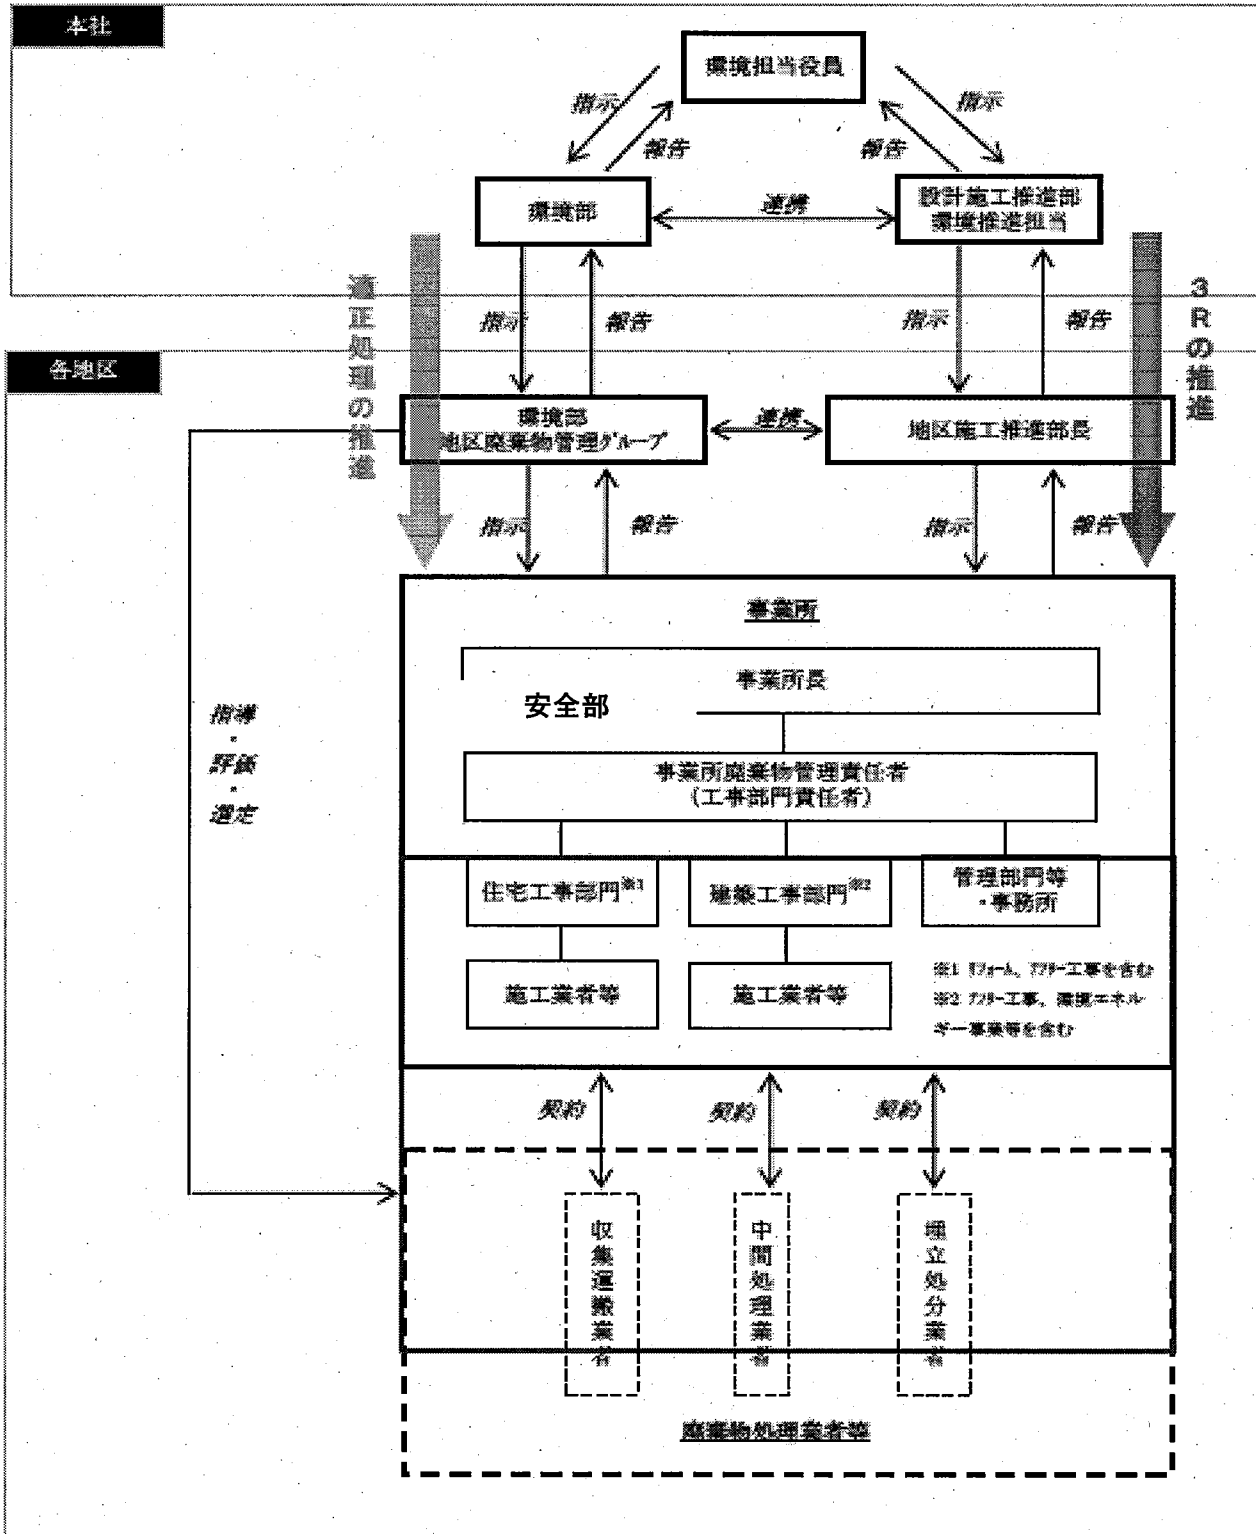 本社
環境担当役員
指示
報告
指示
報告
環境部
連携
設計施工推進部
環境推進担当
適正処理の推進
指示
報告
指示
報告
3Rの推進
各地区
環境部
地区廃棄物管理グループ
連携
地区施工推進部長
指示
報告
指示
報告
事業所
事業所長
安全部
事業所廃棄物管理責任者
(工事部門責任者)
指導
・
評価
・
選定
住宅工事部門※1
建築工事部門※2
管理部門等
・事務所
施工業者等
施工業者等
※1 リフォーム、アフター工事を含む
※2 アフター工事、環境エネル
ギー事業等を含む
契約
契約
契約
収集運搬業者
中間処理業者
埋立処分業者
廃棄物処理業者等